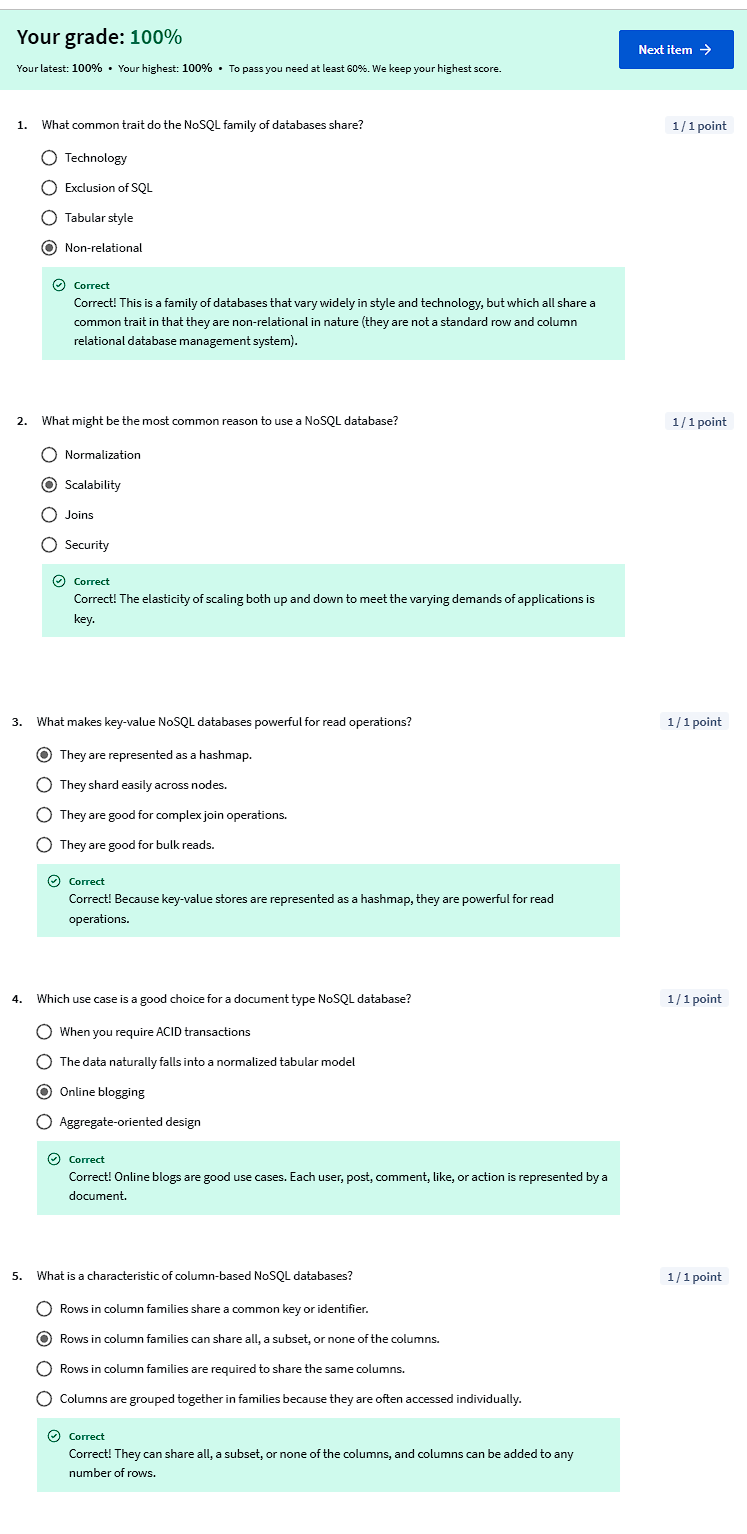 Your grade: 100%
Next item →
Your latest: 100% • Your highest: 100% • To pass you need at least 60%. We keep your highest score.
1. What common trait do the NoSQL family of databases share?
1 / 1 point
Technology
Exclusion of SQL
Tabular style
Non-relational
Correct
Correct! This is a family of databases that vary widely in style and technology, but which all share a
common trait in that they are non-relational in nature (they are not a standard row and column
relational database management system).
2. What might be the most common reason to use a NoSQL database?
1 / 1 point
Normalization
Scalability
Joins
Security
Correct
Correct! The elasticity of scaling both up and down to meet the varying demands of applications is
key.
3. What makes key-value NoSQL databases powerful for read operations?
1 / 1 point
They are represented as a hashmap.
They shard easily across nodes.
They are good for complex join operations.
They are good for bulk reads.
Correct
Correct! Because key-value stores are represented as a hashmap, they are powerful for read
operations.
4. Which use case is a good choice for a document type NoSQL database?
1 / 1 point
When you require ACID transactions
The data naturally falls into a normalized tabular model
Online blogging
Aggregate-oriented design
Correct
Correct! Online blogs are good use cases. Each user, post, comment, like, or action is represented by a
document.
5. What is a characteristic of column-based NoSQL databases?
1 / 1 point
Rows in column families share a common key or identifier.
Rows in column families can share all, a subset, or none of the columns.
Rows in column families are required to share the same columns.
Columns are grouped together in families because they are often accessed individually.
Correct
Correct! They can share all, a subset, or none of the columns, and columns can be added to any
number of rows.